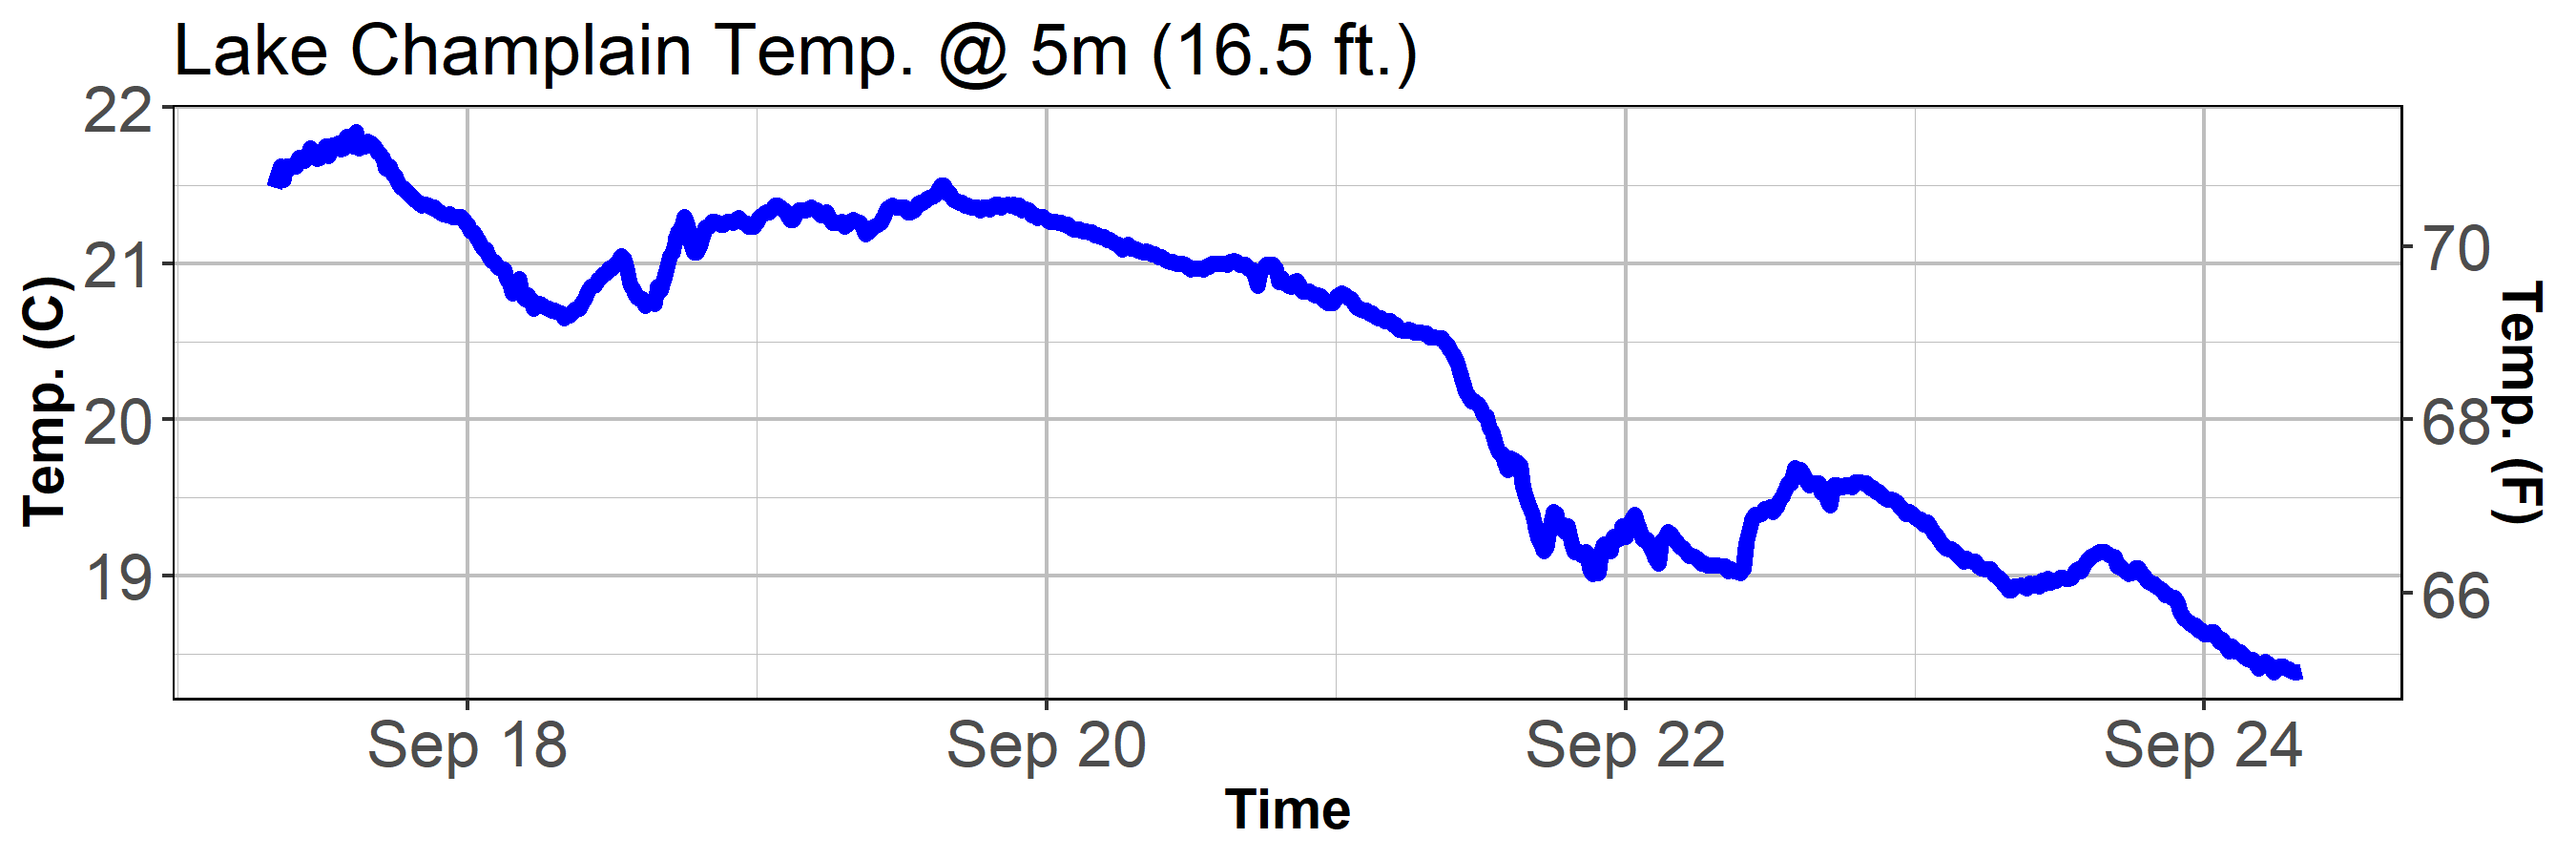 Lake Champlain Temp. @ 5m (16.5 ft.)
22
21
20
19
Temp. (C)
70
68
66
Temp. (F)
Sep 18 Sep 20 Sep 22 Sep 24
Time